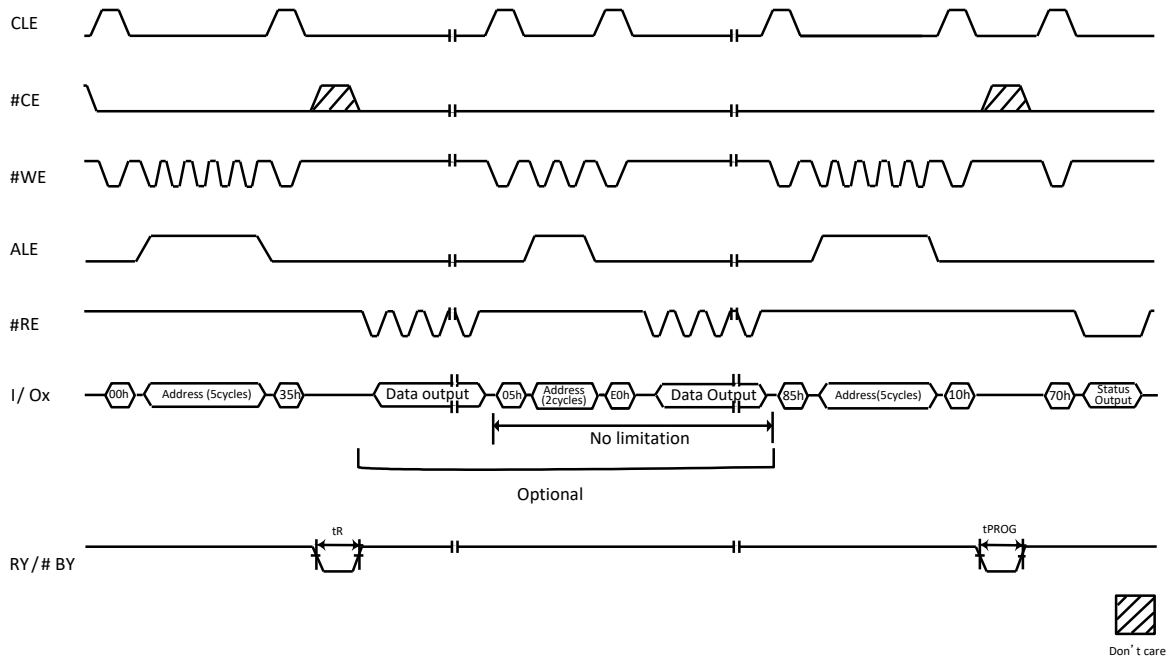 CLE
#CE
#WE
ALE
#RE
I/ Ox
00h
Address (5cycles)
35h
Data output
05h
Address
(2cycles)
E0h
Data Output
85h
Address(5cycles)
10h
70h
Status
Output
No limitation
Optional
tR
tPROG
RY/# BY
Don't care